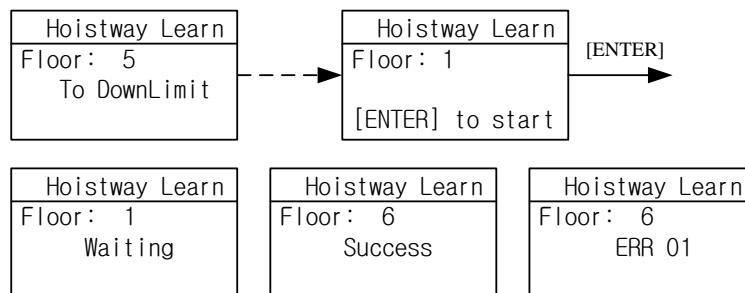 Hoistway Learn
Floor: 5
To DownLimit
Hoistway Learn
Floor: 1
[ENTER] to start
[ENTER]
Hoistway Learn
Floor: 1
Waiting
Hoistway Learn
Floor: 6
Success
Hoistway Learn
Floor: 6
ERR 01